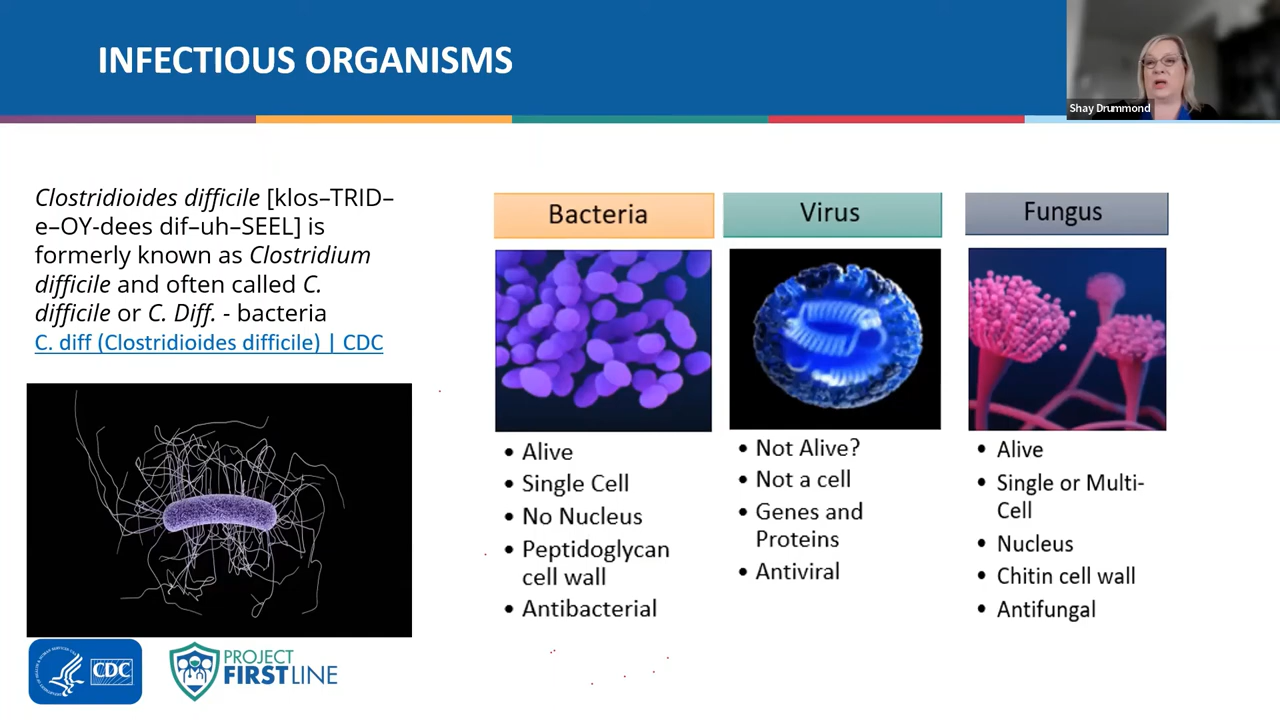 INFECTIOUS ORGANISMS
Shay Drummond
Clostridioides difficile [klos–TRID–
e–OY-dees dif–uh–SEEL] is
formerly known as Clostridium
difficile and often called C.
difficile or C. Diff. - bacteria
C. diff (Clostridioides difficile) | CDC
Bacteria
• Alive
• Single Cell
• No Nucleus
• Peptidoglycan
cell wall
• Antibacterial
Virus
• Not Alive?
• Not a cell
• Genes and
Proteins
• Antiviral
Fungus
• Alive
• Single or Multi-
Cell
• Nucleus
• Chitin cell wall
• Antifungal
CDC
PROJECT
FIRSTLINE